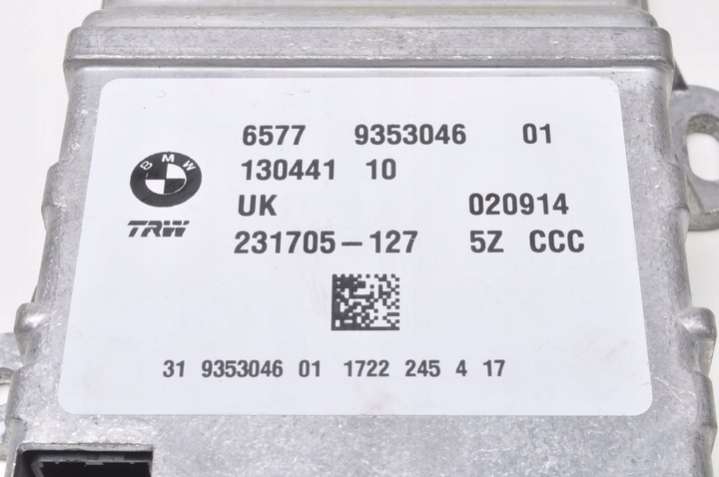 6577 9353046 01
130441 10
BMW
UK 020914
TRW
231705-127 5Z CCC
31 9353046 01 1722 245 4 17